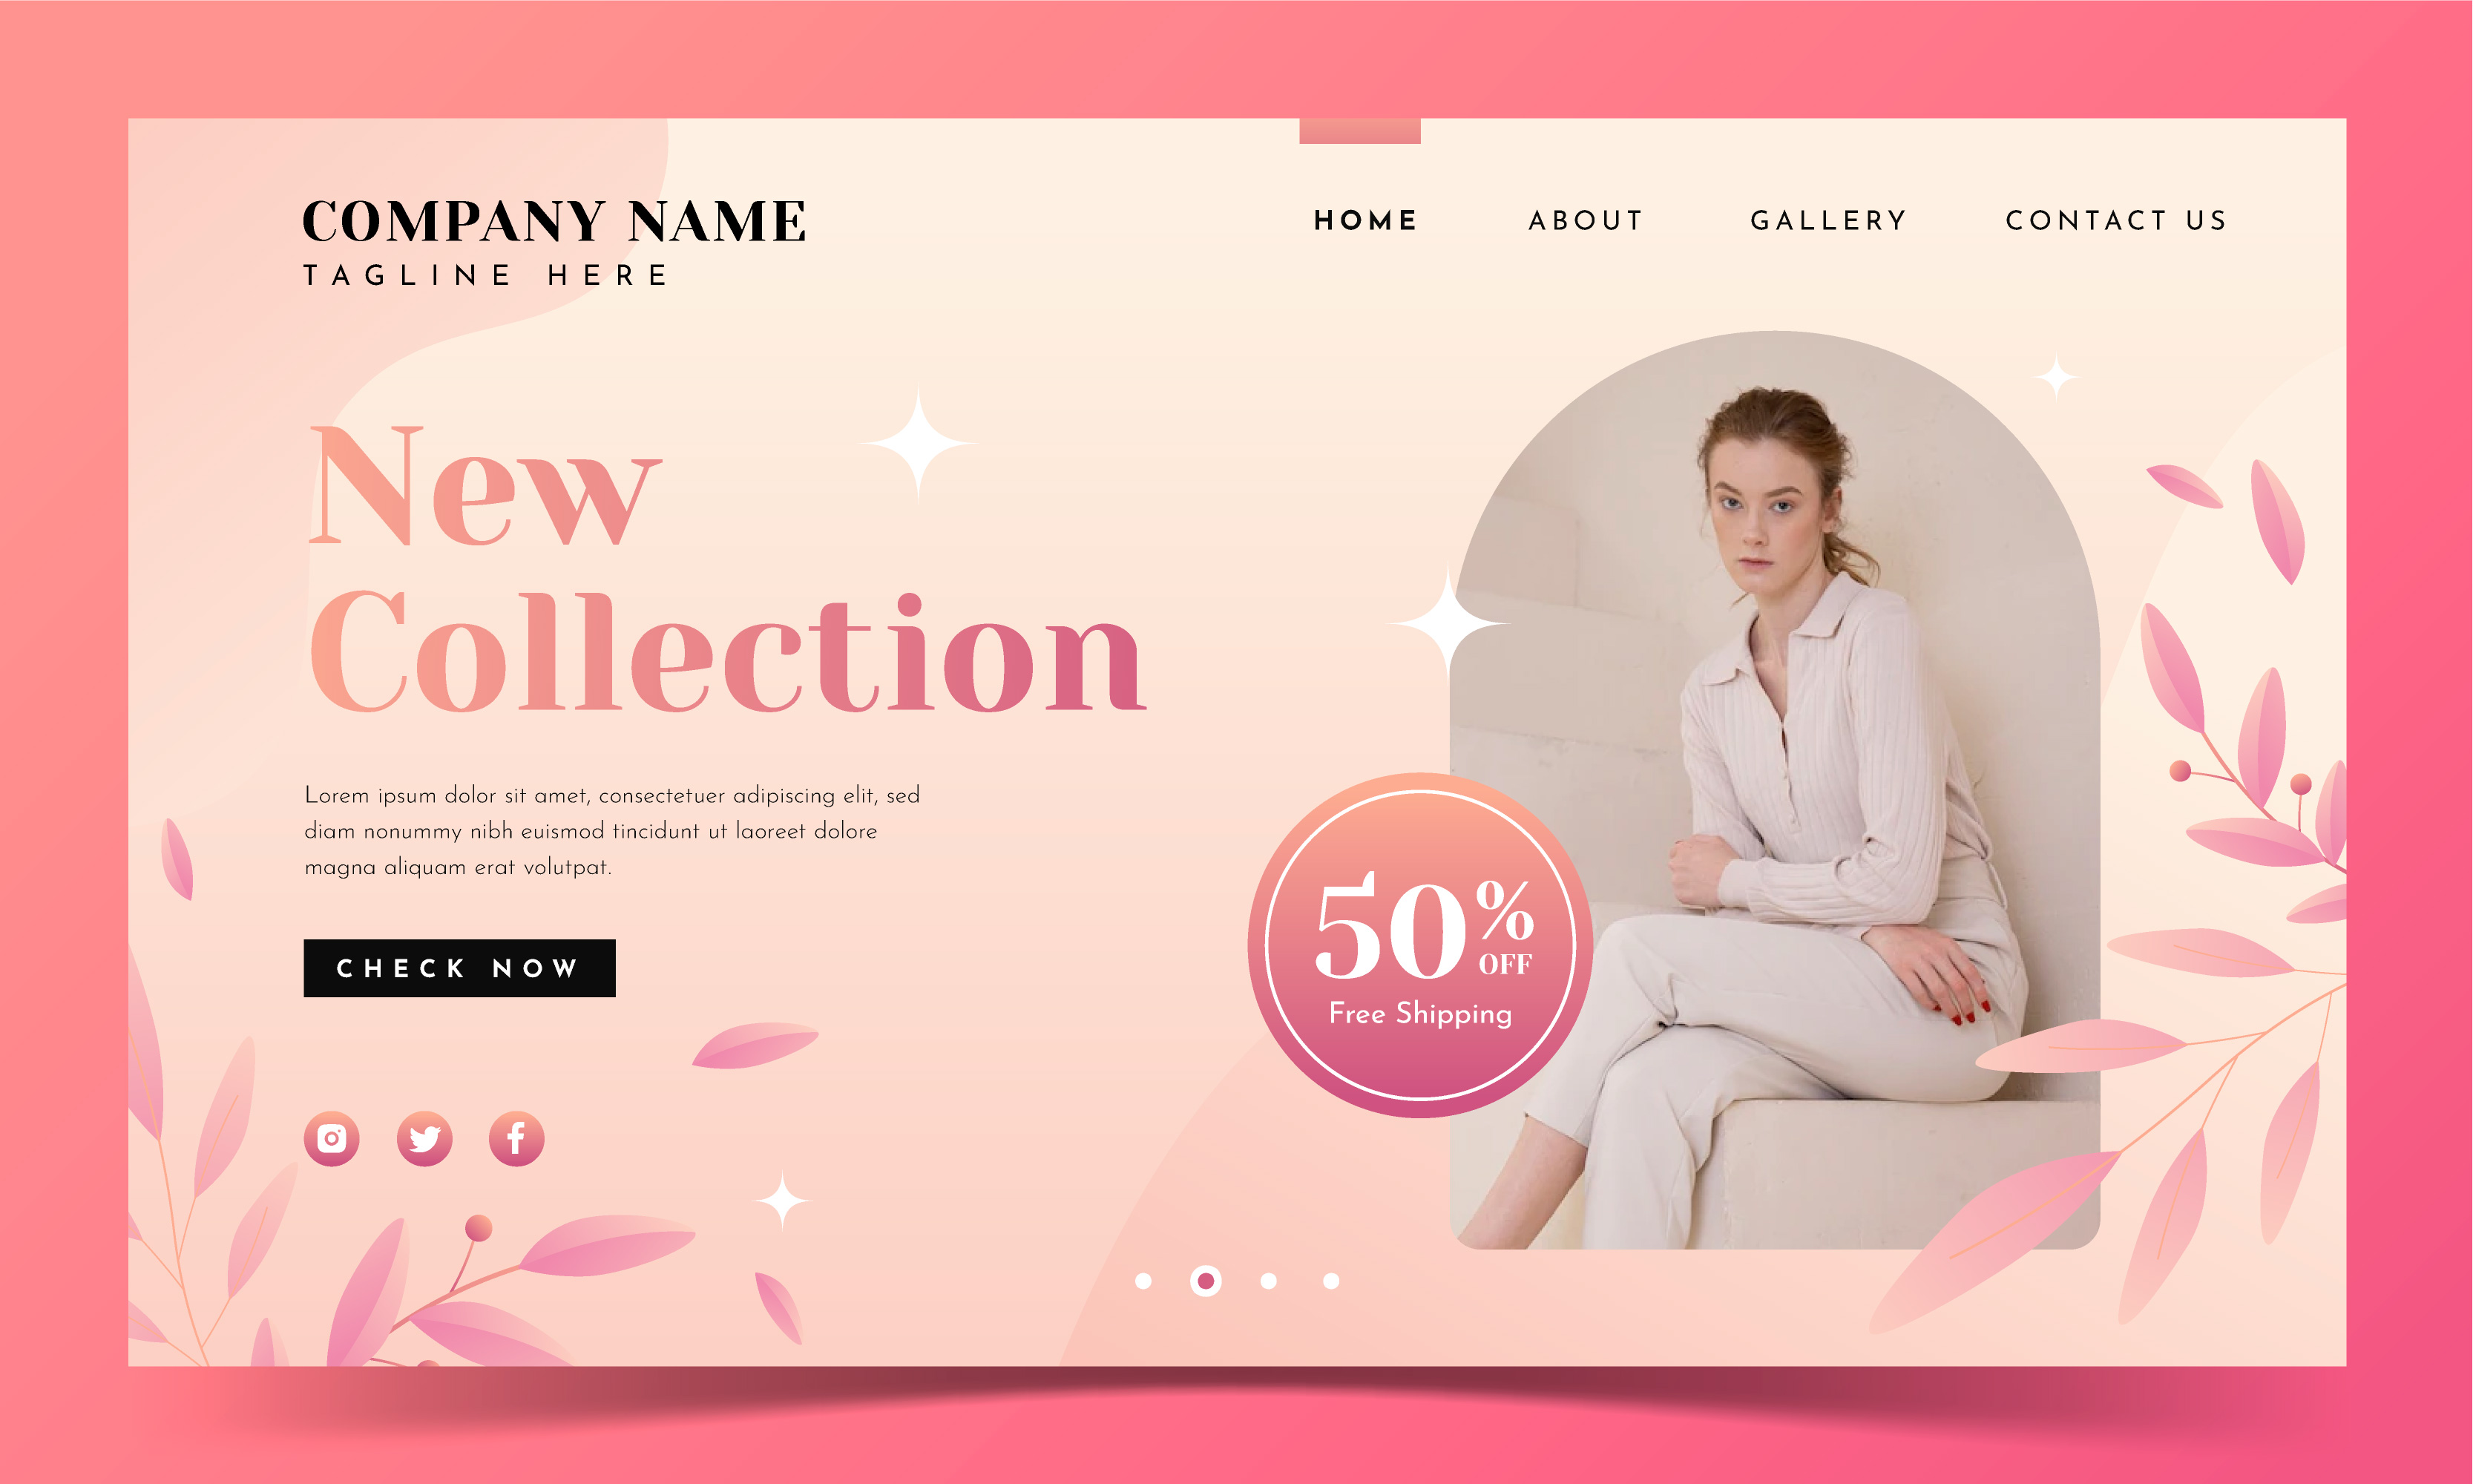 COMPANY NAME
TAGLINE HERE
HOME ABOUT GALLERY CONTACT US
New
Collection
Lorem ipsum dolor sit amet, consectetuer adipiscing elit, sed
diam nonummy nibh euismod tincidunt ut laoreet dolore
magna aliquam erat volutpat.
CHECK NOW
50%
OFF
Free Shipping